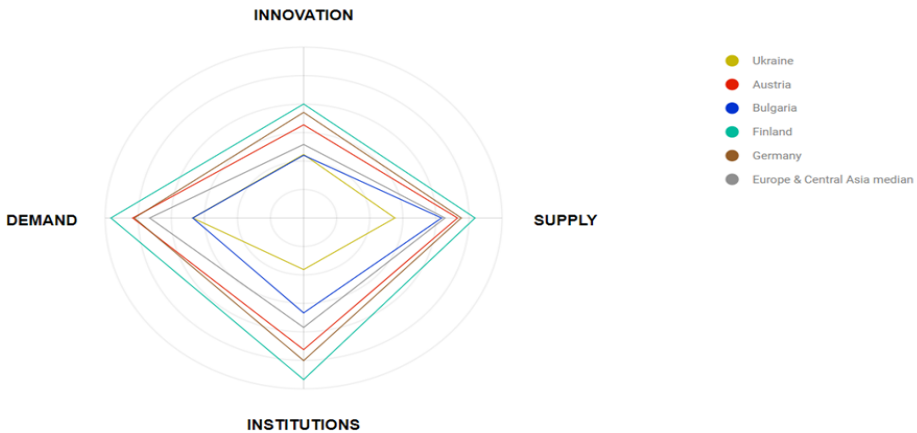 INNOVATION
Ukraine
Austria
Bulgaria
Finland
Germany
Europe & Central Asia median
DEMAND
SUPPLY
INSTITUTIONS